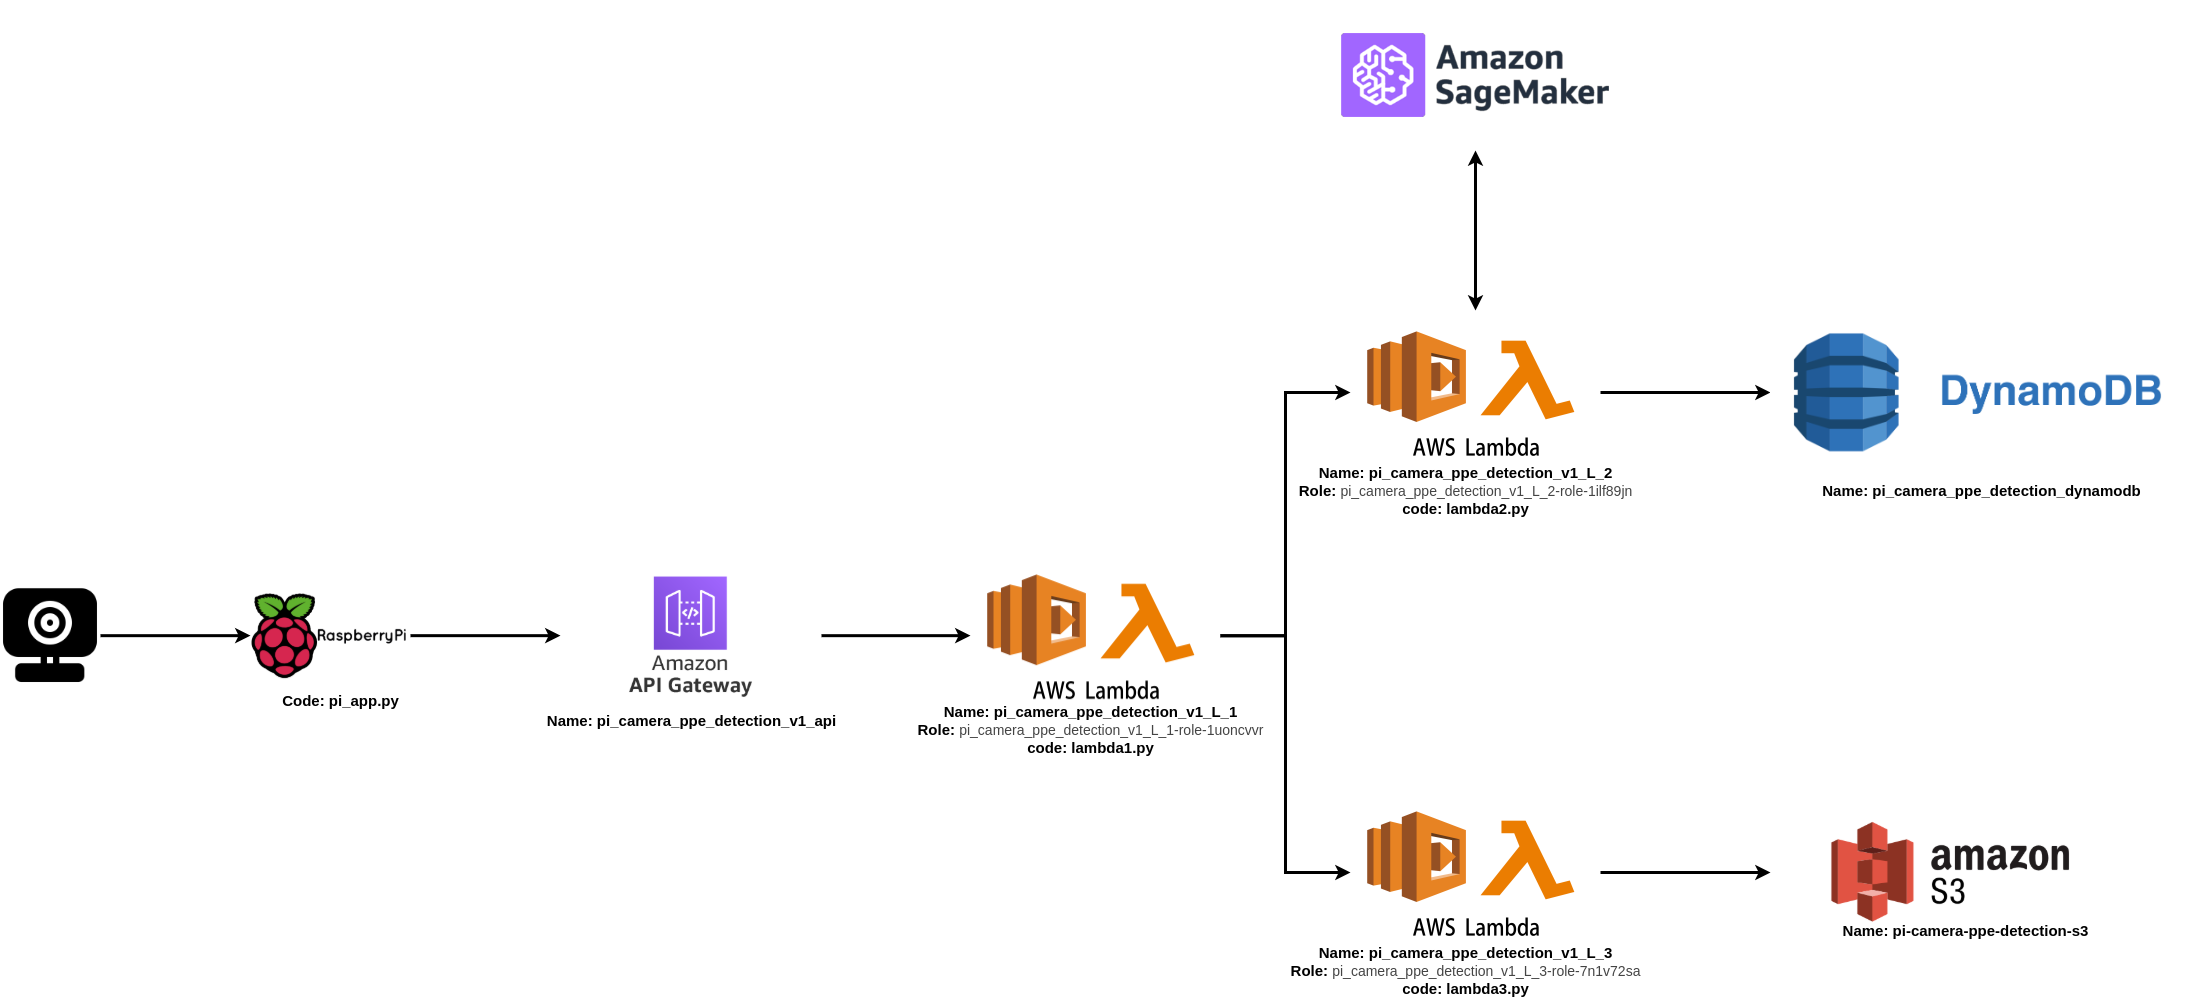 Amazon
SageMaker
AWS Lambda
Name: pi_camera_ppe_detection_v1_L_2
Role: pi_camera_ppe_detection_v1_L_2-role-1ilf89jn
code: lambda2.py
DynamoDB
Name: pi_camera_ppe_detection_dynamodb
RaspberryPi
Code: pi_app.py
Amazon
API Gateway
Name: pi_camera_ppe_detection_v1_api
AWS Lambda
Name: pi_camera_ppe_detection_v1_L_1
Role: pi_camera_ppe_detection_v1_L_1-role-1uoncvvr
code: lambda1.py
AWS Lambda
Name: pi_camera_ppe_detection_v1_L_3
Role: pi_camera_ppe_detection_v1_L_3-role-7n1v72sa
code: lambda3.py
amazon
S3
Name: pi-camera-ppe-detection-s3